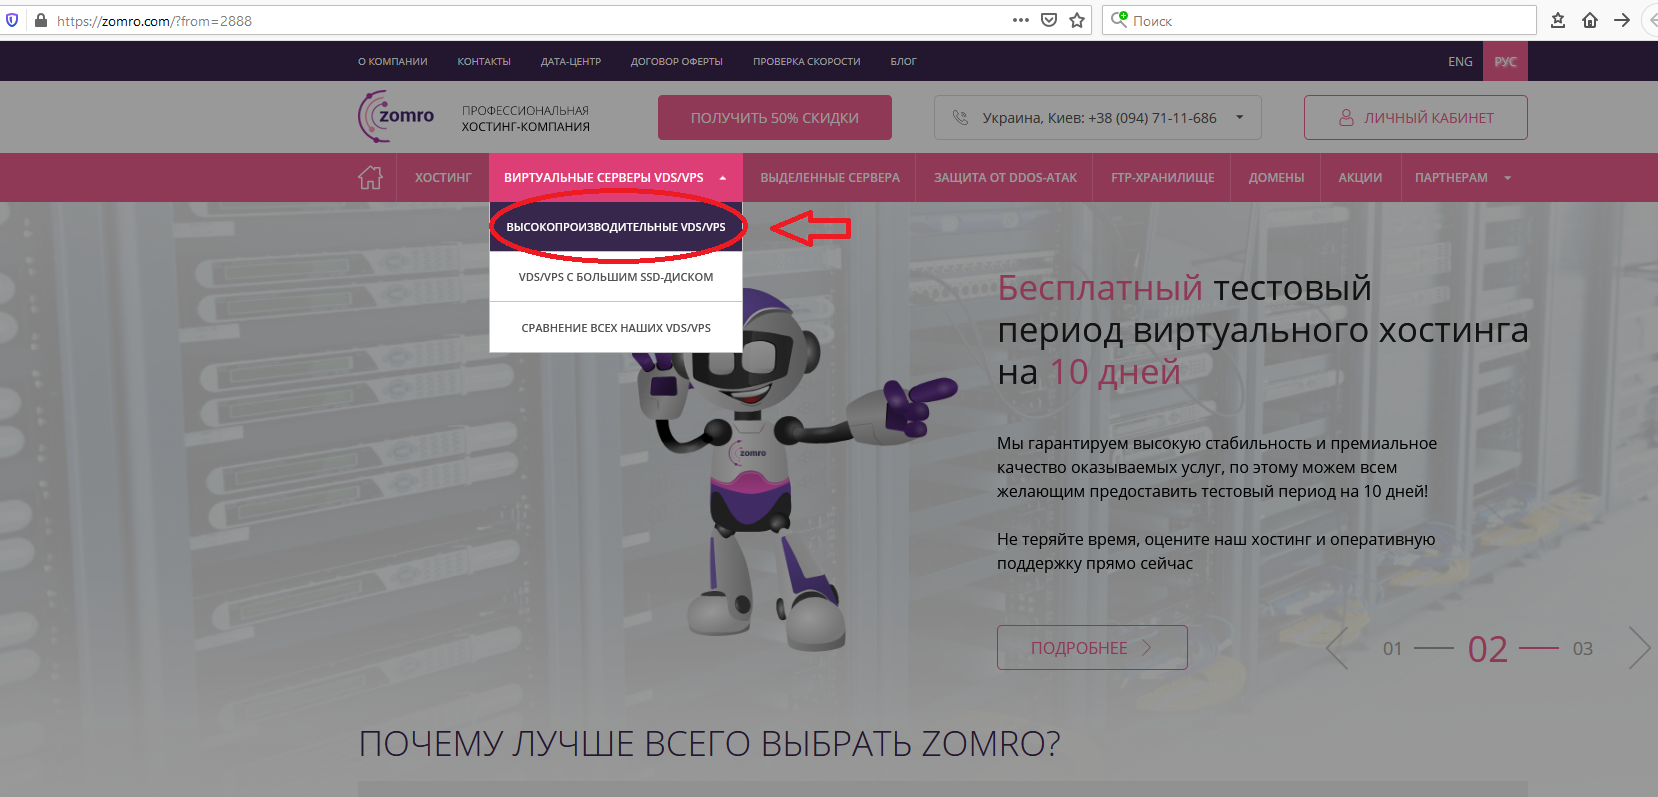 https://zomro.com/?from=2888
Поиск
О КОМПАНИИ КОНТАКТЫ ДАТА-ЦЕНТР ДОГОВОР ОФЕРТЫ ПРОВЕРКА СКОРОСТИ БЛОГ ENG РУС
zomro
ПРОФЕССИОНАЛЬНАЯ
ХОСТИНГ-КОМПАНИЯ
ПОЛУЧИТЬ 50% СКИДКИ
Украина, Киев: +38 (094) 71-11-686
ЛИЧНЫЙ КАБИНЕТ
ХОСТИНГ ВИРТУАЛЬНЫЕ СЕРВЕРЫ VDS/VPS ВЫДЕЛЕННЫЕ СЕРВЕРА ЗАЩИТА ОТ DDOS-АТАК FTP-ХРАНИЛИЩЕ ДОМЕНЫ АКЦИИ ПАРТНЕРАМ
ВЫСОКОПРОИЗВОДИТЕЛЬНЫЕ VDS/VPS
VDS/VPS С БОЛЬШИМ SSD-ДИСКОМ
СРАВНЕНИЕ ВСЕХ НАШИХ VDS/VPS
zomro
Бесплатный тестовый
период виртуального хостинга
на 10 дней
Мы гарантируем высокую стабильность и премиальное
качество оказываемых услуг, по этому можем всем
желающим предоставить тестовый период на 10 дней!
Не теряйте время, оцените наш хостинг и оперативную
поддержку прямо сейчас
ПОДРОБНЕЕ
01 02 03
ПОЧЕМУ ЛУЧШЕ ВСЕГО ВЫБРАТЬ ZOMRO?